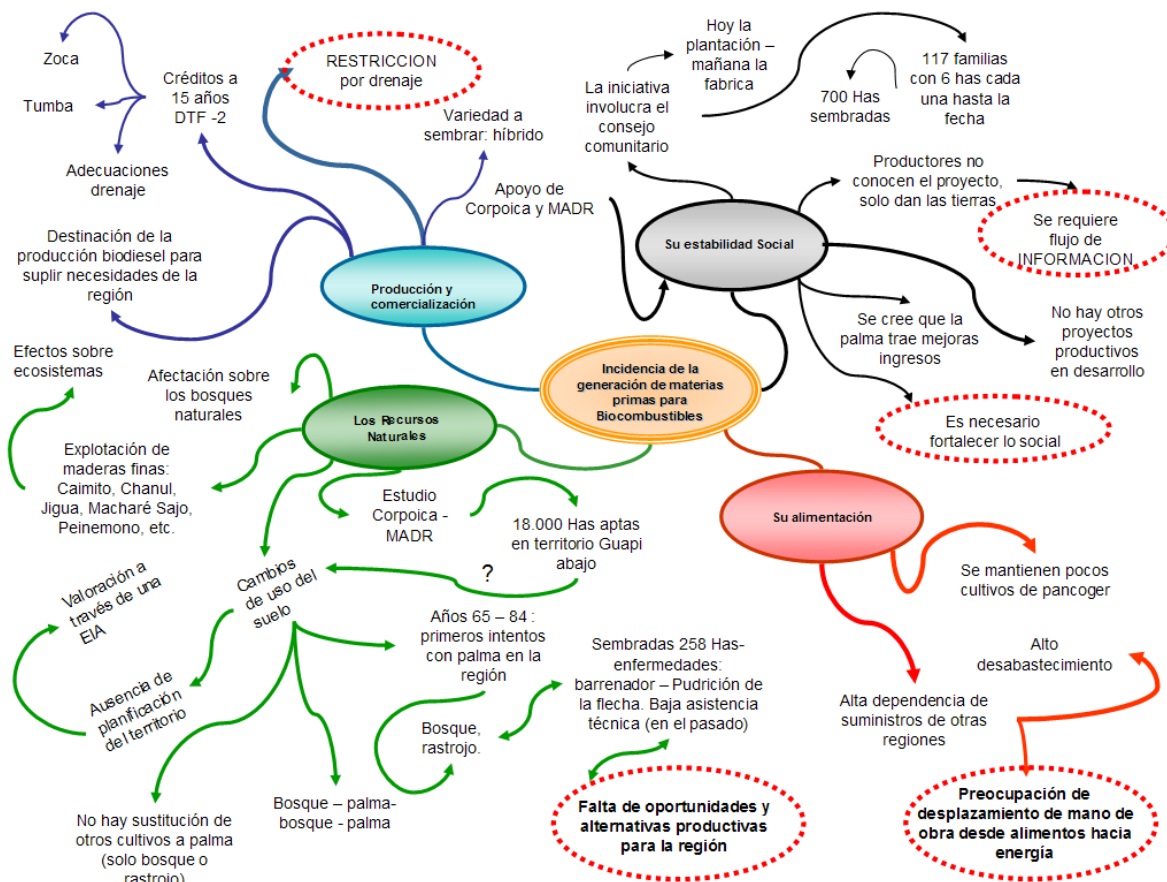 Zoca
Tumba
Créditos a
15 años
DTF -2
Adecuaciones
drenaje
RESTRICCION
por drenaje
Variedad a
sembrar: híbrido
Apoyo de
Corpoica y MADR
Destinación de la
producción biodiesel para
suplir necesidades de la
región
Producción y
comercialización
Hoy la
plantación –
mañana la
fabrica
La iniciativa
involucra el
consejo
comunitario
117 familias
con 6 has cada
una hasta la
fecha
700 Has
sembradas
Productores no
conocen el proyecto,
solo dan las tierras
Se requiere
flujo de
INFORMACION
Su estabilidad Social
Se cree que la
palma trae mejoras
ingresos
No hay otros
proyectos
productivos
en desarrollo
Es necesario
fortalecer lo social
Incidencia de la
generación de materias
primas para
Biocombustibles
Efectos sobre
ecosistemas
Afectación sobre
los bosques
naturales
Los Recursos
Naturales
Explotación de
maderas finas:
Caimito, Chanul,
Jigua, Macharé Sajo,
Peinemono, etc.
Estudio
Corpoica -
MADR
18.000 Has aptas
en territorio Guapi
abajo
?
Cambios
de uso del
suelo
Valoración a
través de una
EIA
Ausencia de
planificación
del territorio
Años 65 – 84 :
primeros intentos
con palma en la
región
Bosque,
rastrojo.
Sembradas 258 Has-
enfermedades:
barrenador – Pudrición de
la flecha. Baja asistencia
técnica (en el pasado)
Bosque – palma-
bosque - palma
No hay sustitución de
otros cultivos a palma
(solo bosque o
rastrojo)
Falta de oportunidades y
alternativas productivas
para la región
Su alimentación
Se mantienen pocos
cultivos de pancoger
Alto
desabastecimiento
Alta dependencia de
suministros de otras
regiones
Preocupación de
desplazamiento de mano de
obra desde alimentos hacia
energía